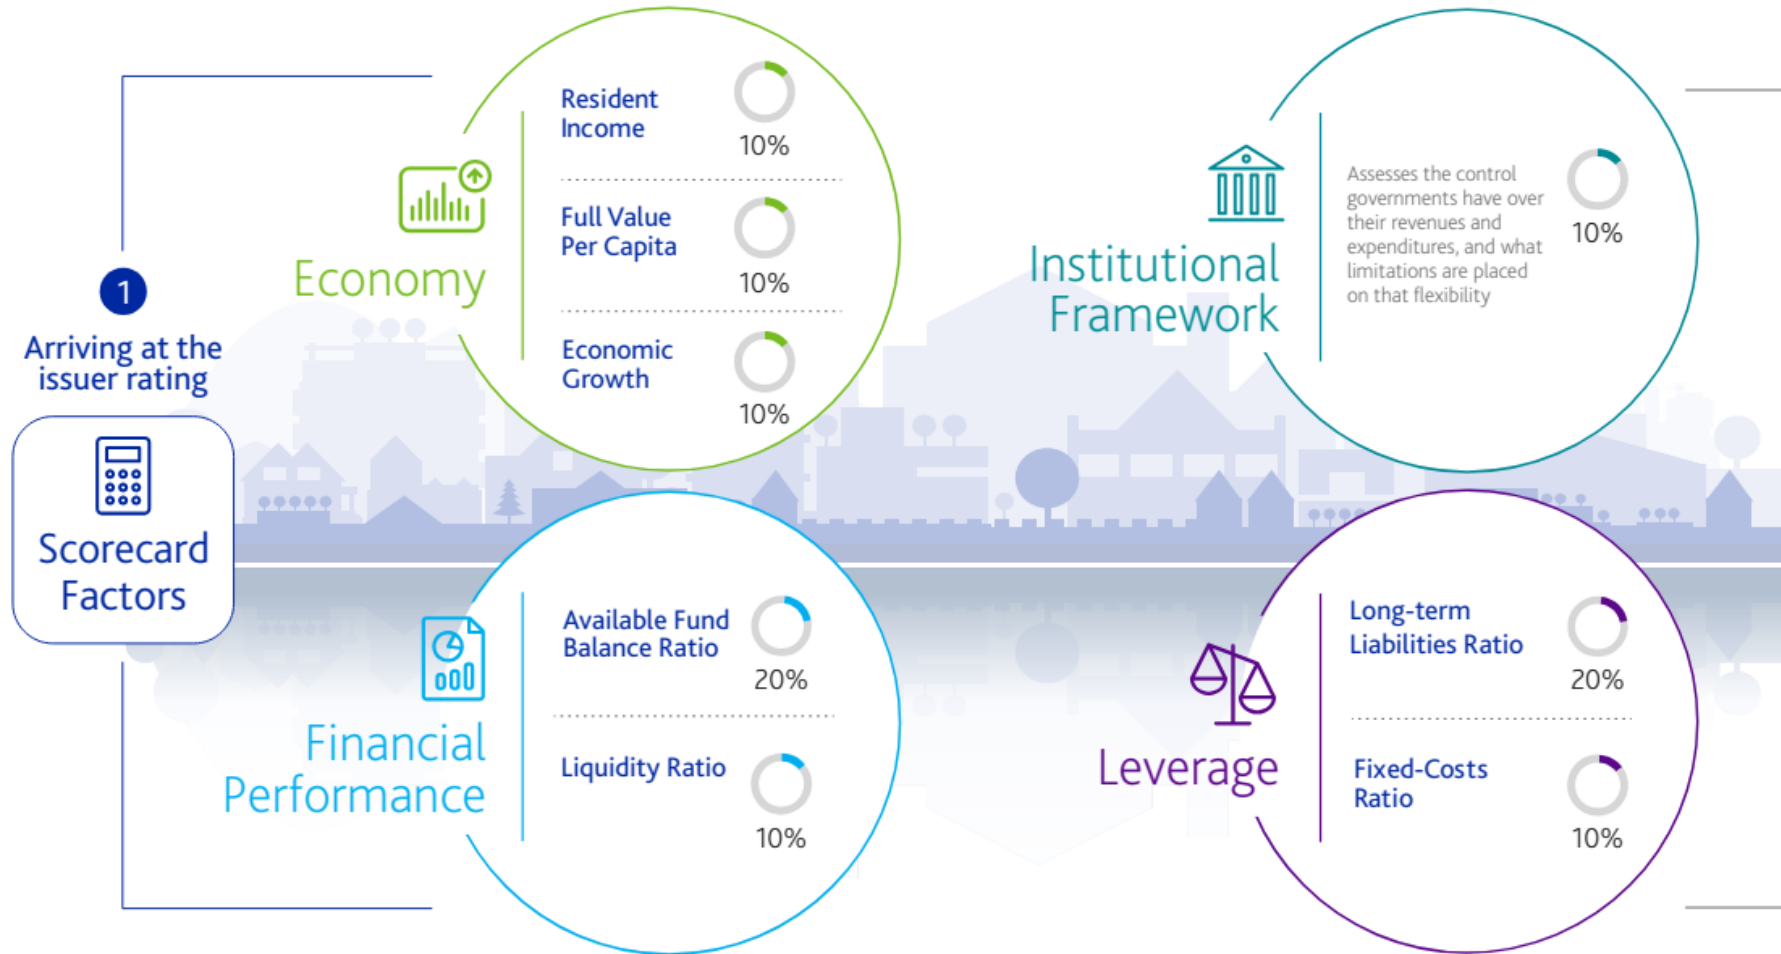 1
Arriving at the
issuer rating
Scorecard
Factors
Economy
Resident
Income
10%
Full Value
Per Capita
10%
Economic
Growth
10%
Institutional
Framework
Assesses the control
governments have over
their revenues and
expenditures, and what
limitations are placed
on that flexibility
10%
Financial
Performance
Available Fund
Balance Ratio
20%
Liquidity Ratio
10%
Leverage
Long-term
Liabilities Ratio
20%
Fixed-Costs
Ratio
10%